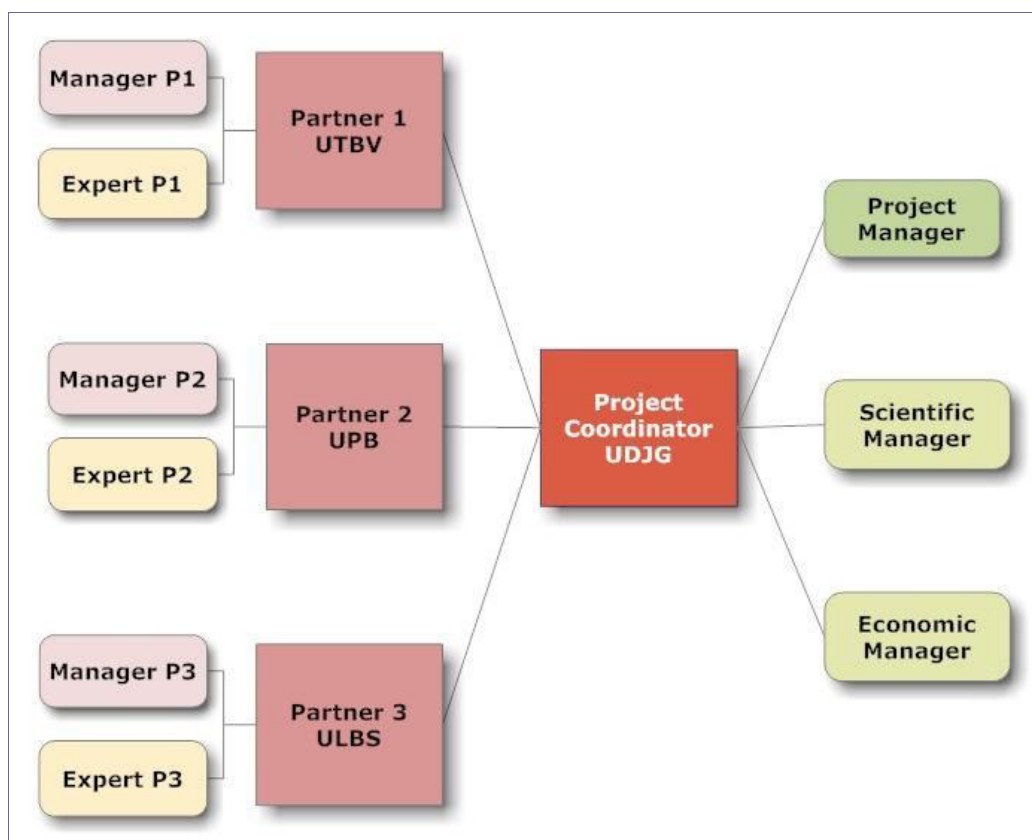 Manager P1
Expert P1
Partner 1
UTBV
Manager P2
Expert P2
Partner 2
UPB
Manager P3
Expert P3
Partner 3
ULBS
Project
Coordinator
UDJG
Project
Manager
Scientific
Manager
Economic
Manager